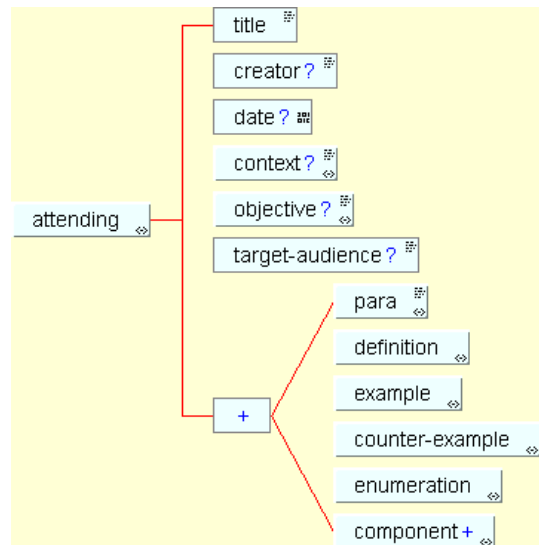 title
creator?
date?
context?
objective?
attending
target-audience?
para
definition
example
+
counter-example
enumeration
component+